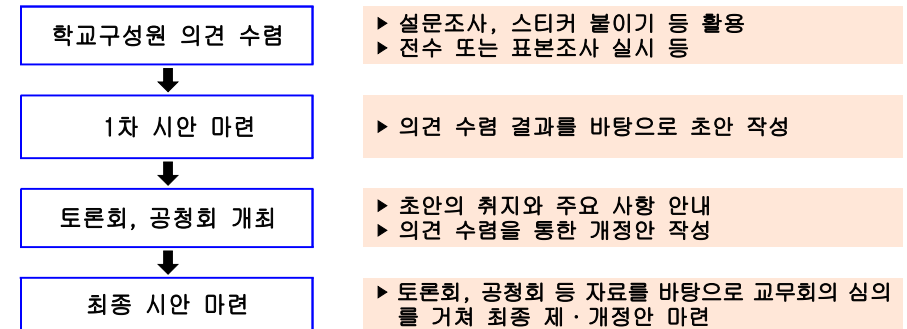 학교구성원 의견 수렴
▶ 설문조사, 스티커 붙이기 등 활용
▶ 전수 또는 표본조사 실시 등
1차 시안 마련
▶ 의견 수렴 결과를 바탕으로 초안 작성
토론회, 공청회 개최
▶ 초안의 취지와 주요 사항 안내
▶ 의견 수렴을 통한 개정안 작성
최종 시안 마련
▶ 토론회, 공청회 등 자료를 바탕으로 교무회의 심의
를 거쳐 최종 제·개정안 마련